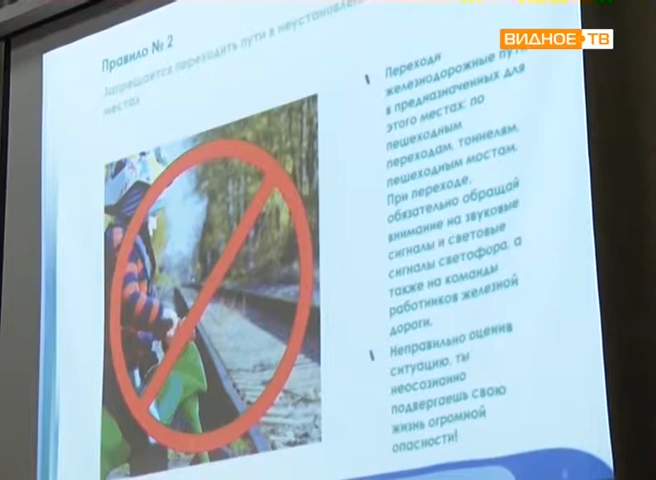 ВИДНОЕ ТВ
Правило № 2
Запрещается переходить пути в неустановленных
местах
Переходи
железнодорожные пути
в предназначенных для
этого местах: по
пешеходным
переходам, тоннелям,
пешеходным мостам.
При переходе,
обязательно обращай
внимание на звуковые
сигналы и световые
сигналы светофора, а
также на команды
работников железной
дороги.
Неправильно оценив
ситуацию, ты
неосознанно
подвергаешь свою
жизнь огромной
опасности!